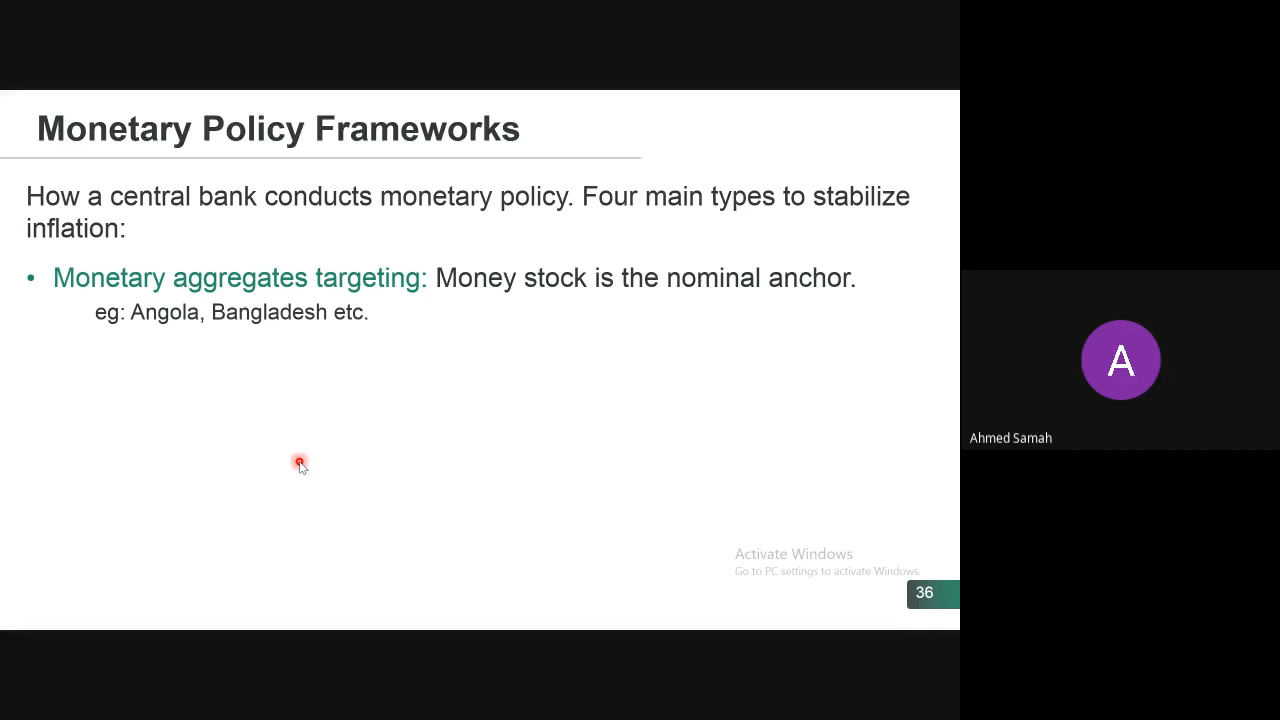 Monetary Policy Frameworks
How a central bank conducts monetary policy. Four main types to stabilize
inflation:
• Monetary aggregates targeting: Money stock is the nominal anchor.
eg: Angola, Bangladesh etc.
Activate Windows
Go to PC settings to activate Windows.
36
A
Ahmed Samah